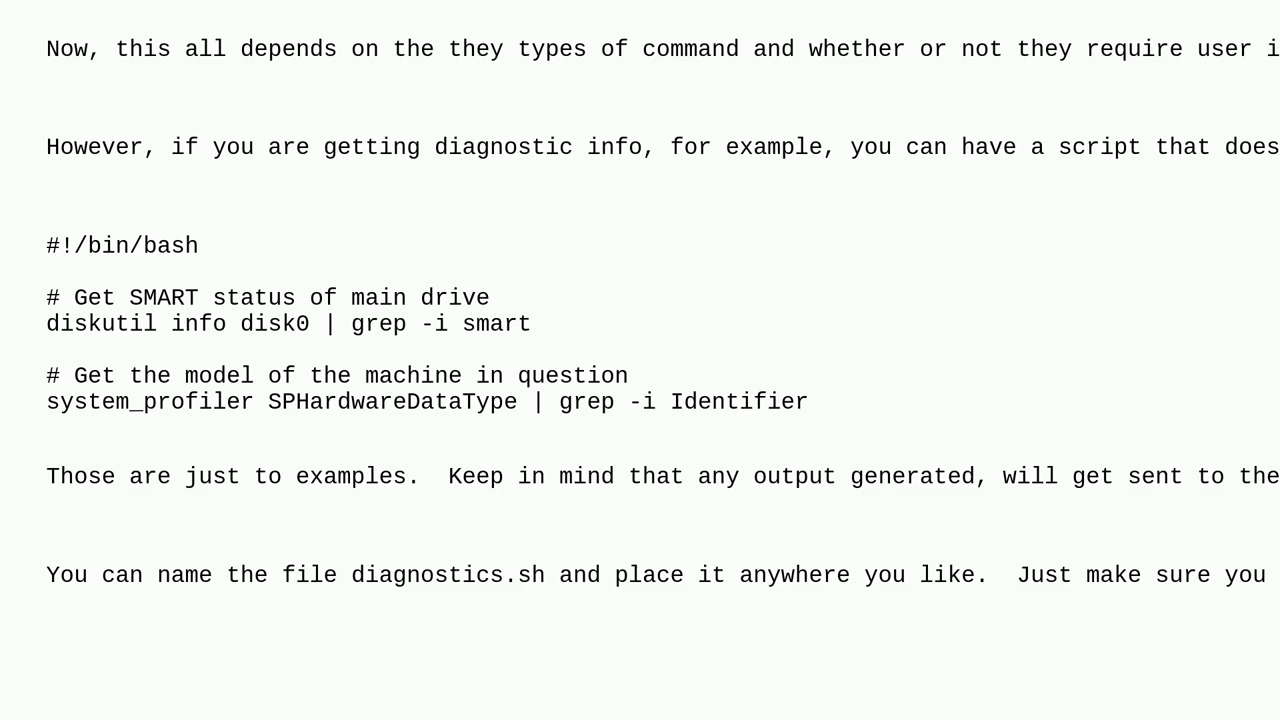 Now, this all depends on the they types of command and whether or not they require user i
However, if you are getting diagnostic info, for example, you can have a script that does
#!/bin/bash
# Get SMART status of main drive
diskutil info disk0 | grep -i smart
# Get the model of the machine in question
system_profiler SPHardwareDataType | grep -i Identifier
Those are just to examples.  Keep in mind that any output generated, will get sent to the
You can name the file diagnostics.sh and place it anywhere you like.  Just make sure you